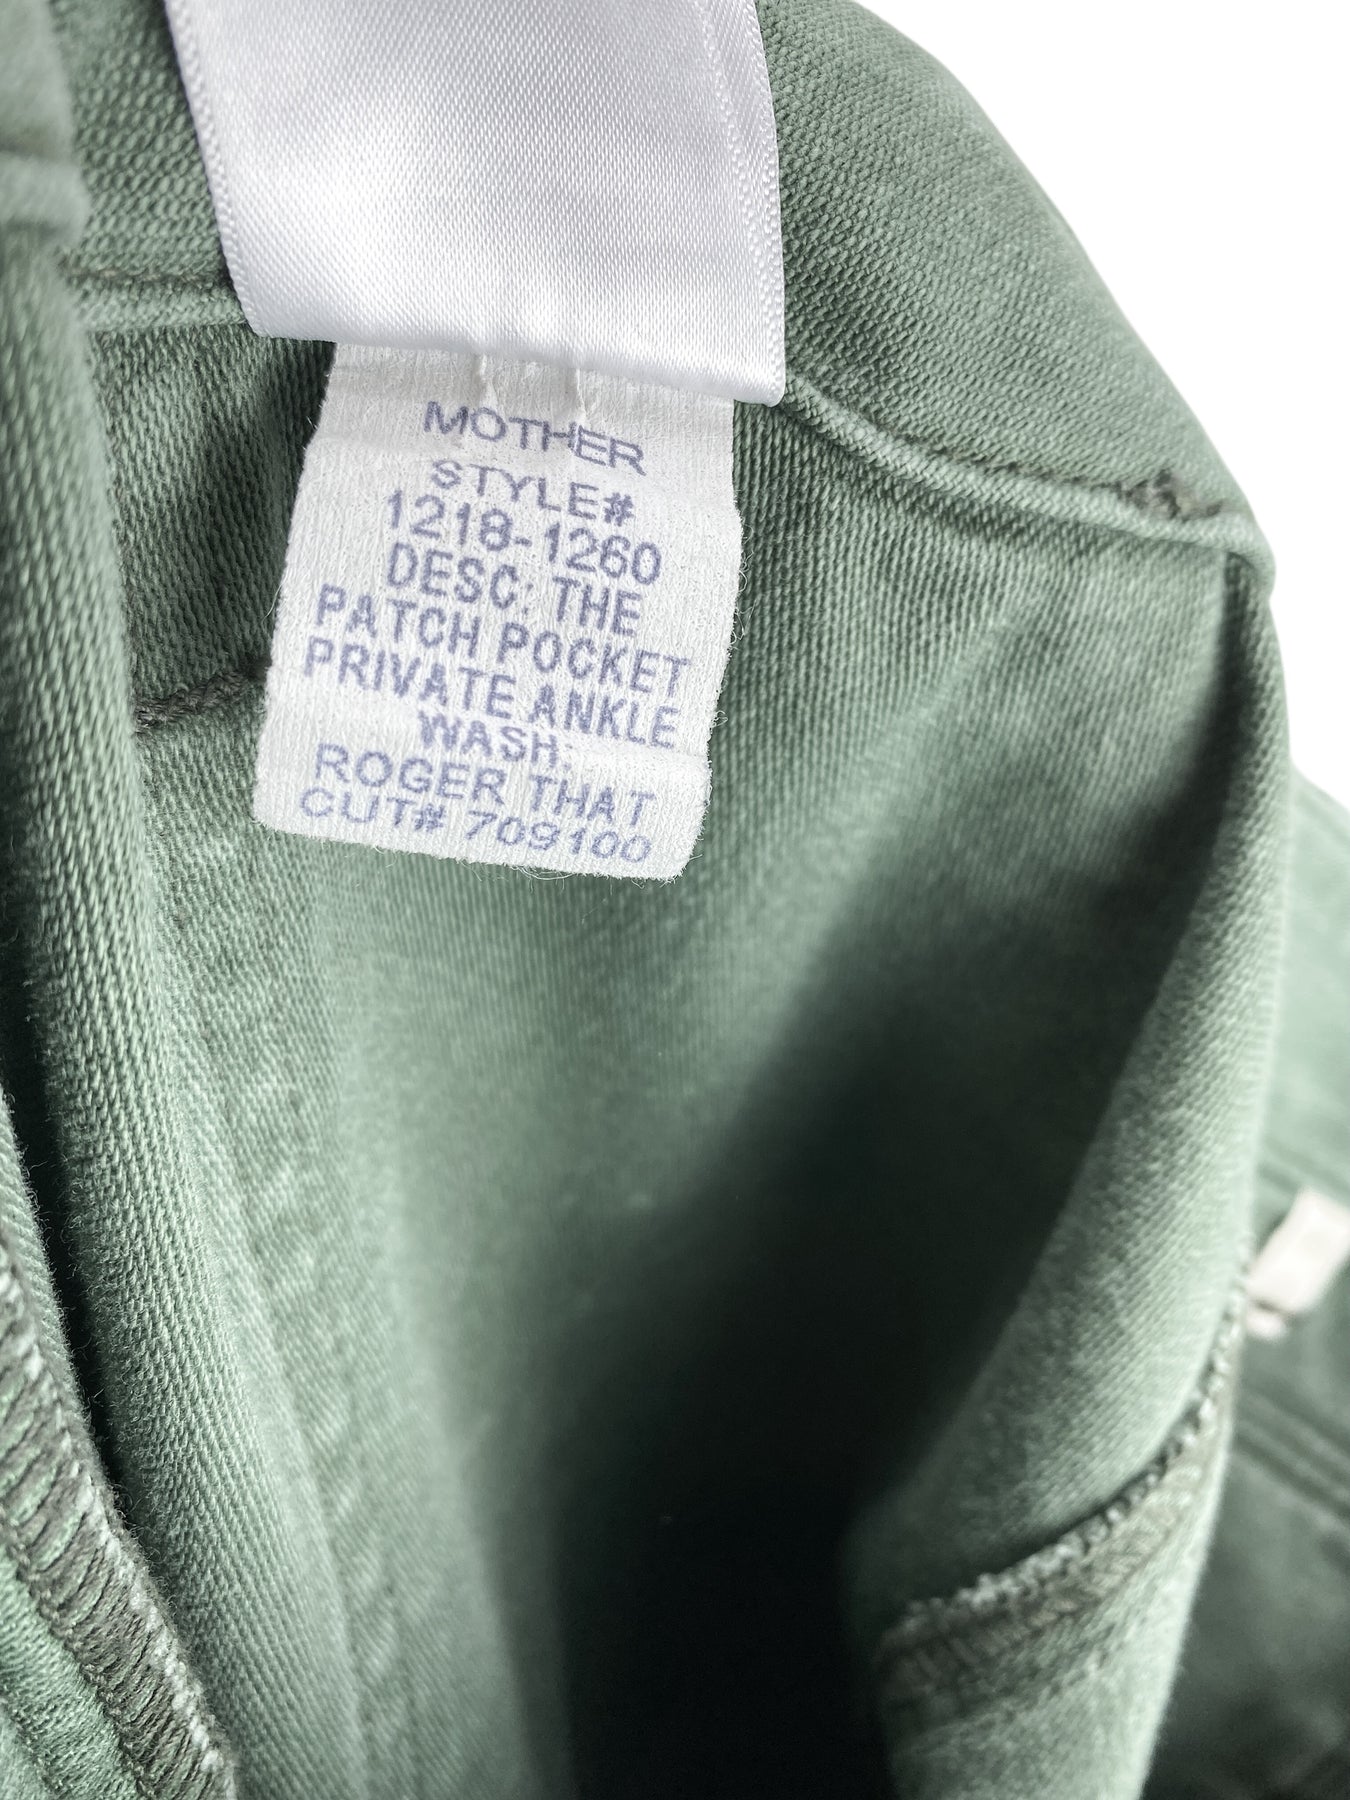 MOTHER
STYLE#
1218-1260
DESC: THE
PATCH POCKET
PRIVATE ANKLE
WASH:
ROGER THAT
CUT# 709100